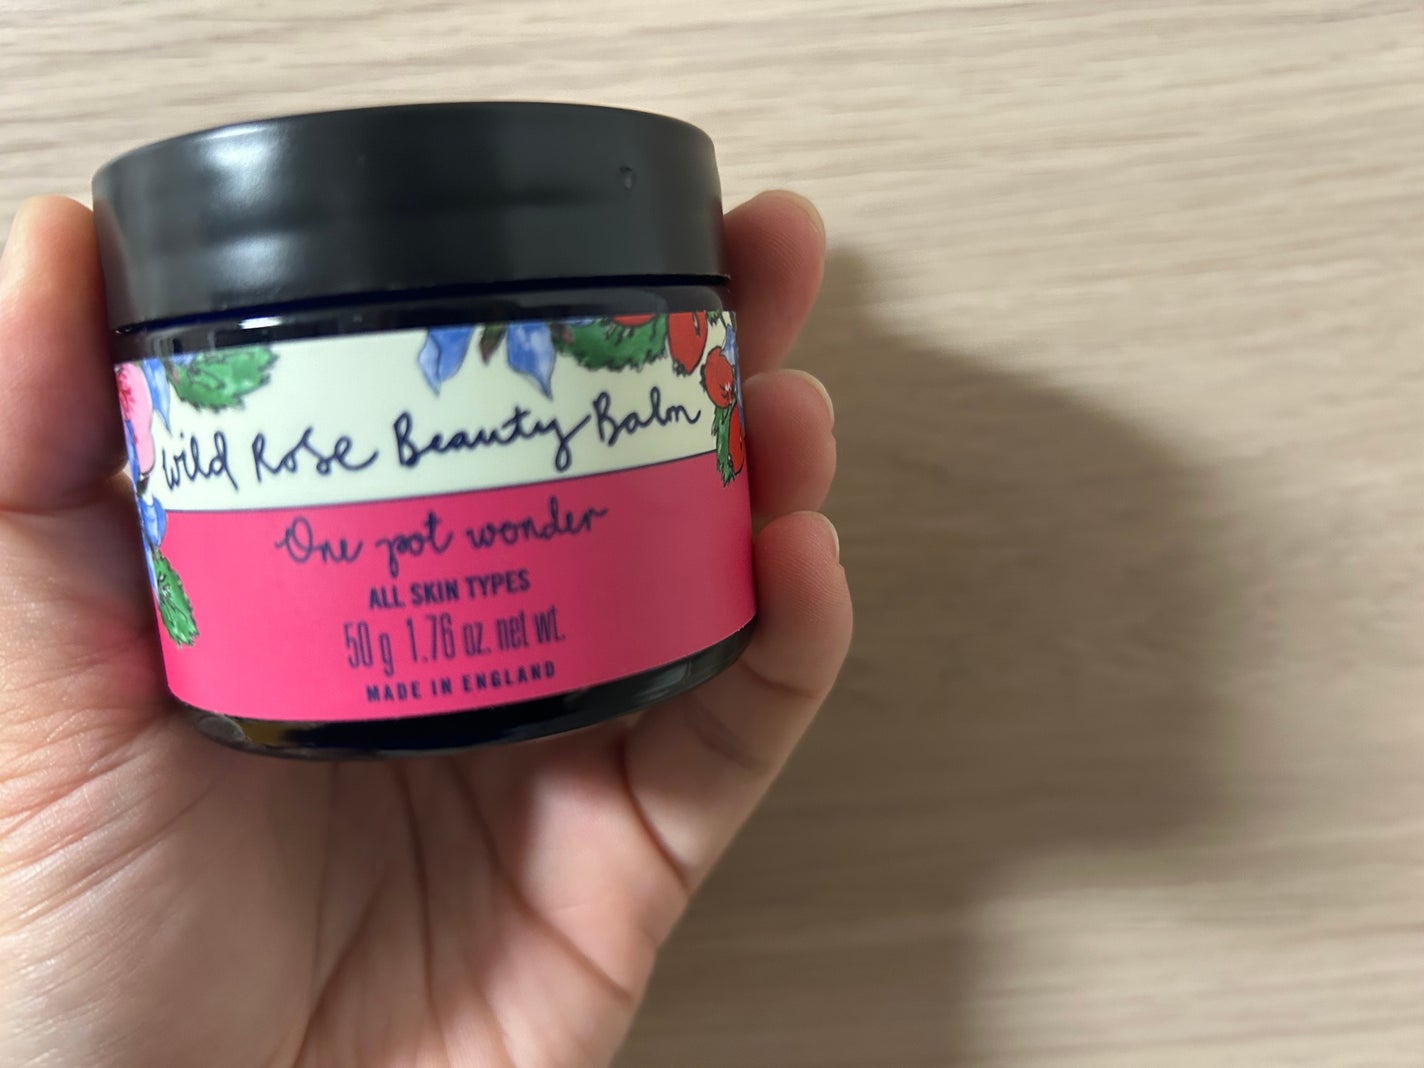 Wild Rose Beauty Balm
One pot wonder
ALL SKIN TYPES
50 g 1.76 oz. net wt.
MADE IN ENGLAND